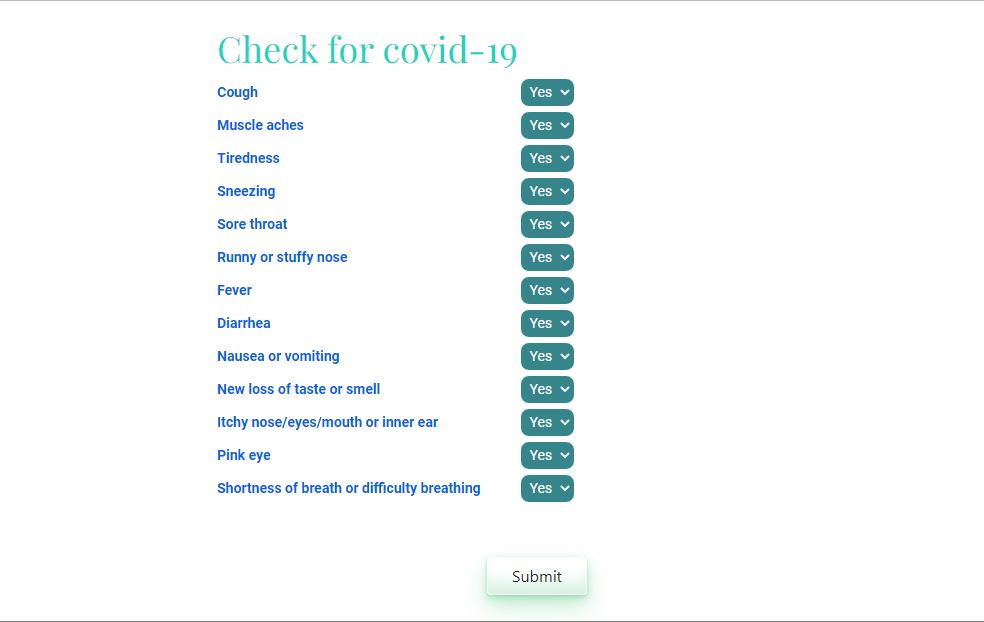 Check for covid-19
Cough Yes
Muscle aches Yes
Tiredness Yes
Sneezing Yes
Sore throat Yes
Runny or stuffy nose Yes
Fever Yes
Diarrhea Yes
Nausea or vomiting Yes
New loss of taste or smell Yes
Itchy nose/eyes/mouth or inner ear Yes
Pink eye Yes
Shortness of breath or difficulty breathing Yes
Submit